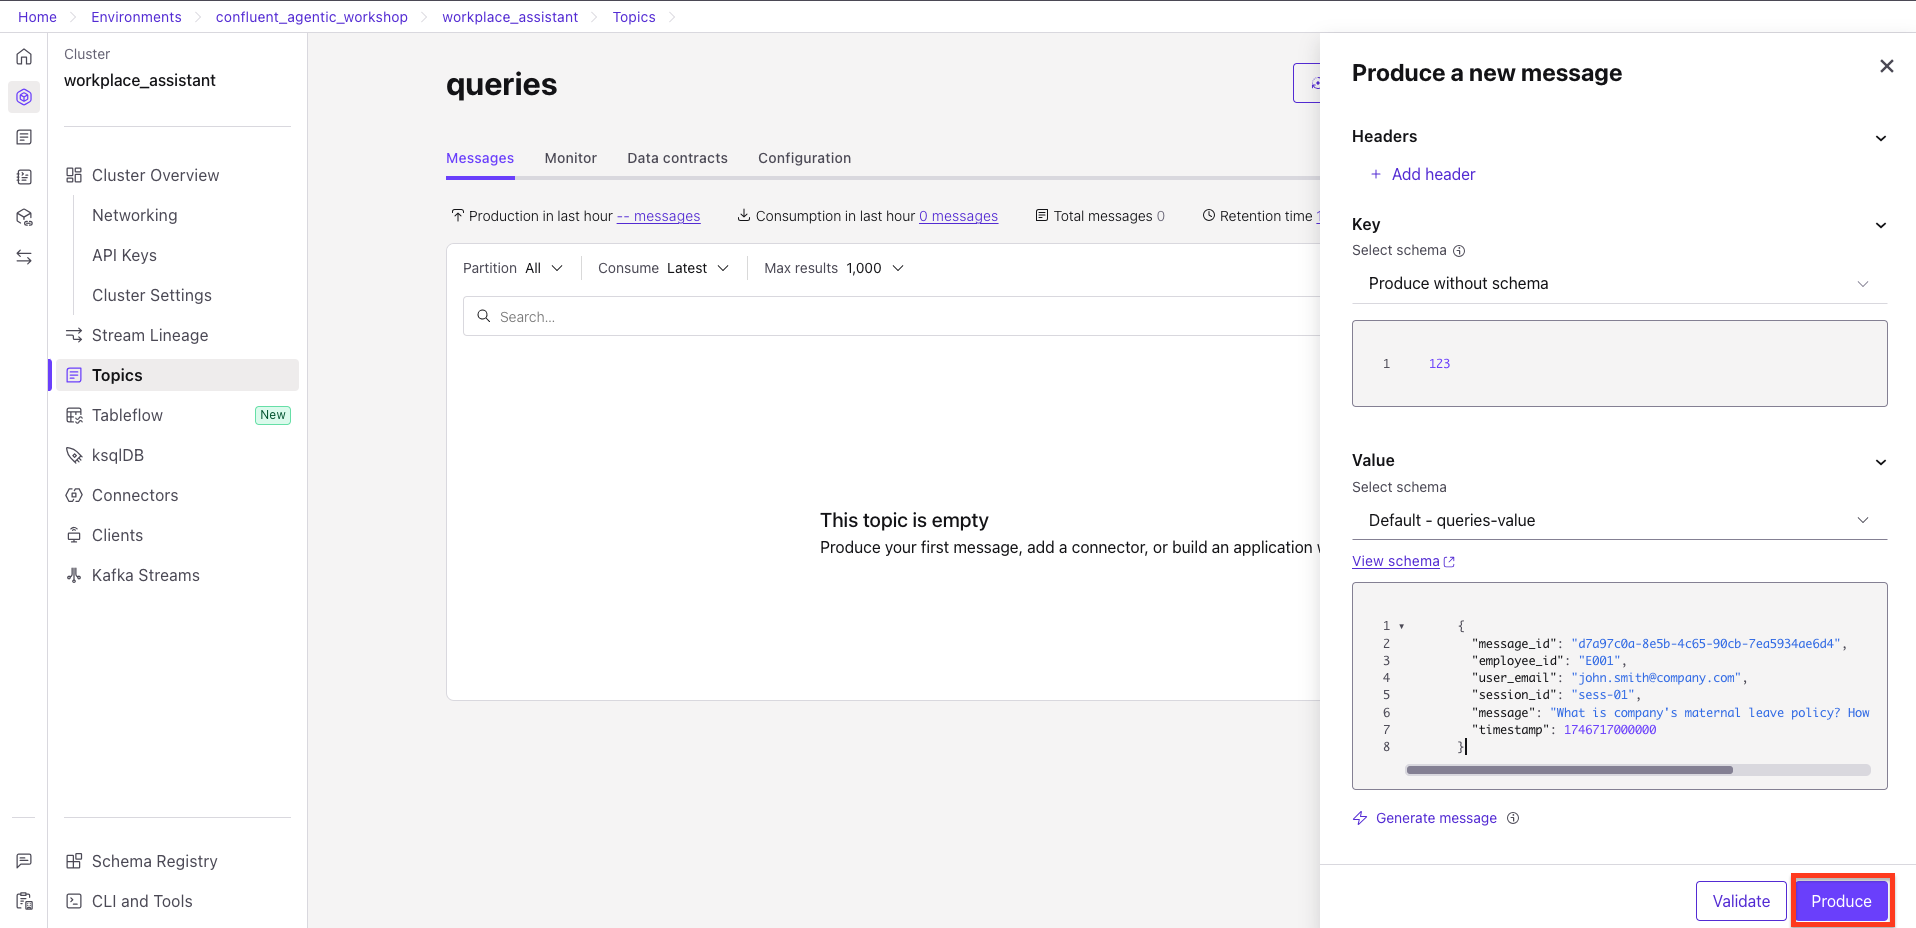 Home Environments confluent_agentic_workshop workplace_assistant Topics
Cluster
workplace_assistant
Cluster Overview
Networking
API Keys
Cluster Settings
Stream Lineage
Topics
Tableflow New
ksqlDB
Connectors
Clients
Kafka Streams
Schema Registry
CLI and Tools
queries
Messages Monitor Data contracts Configuration
Production in last hour -- messages Consumption in last hour 0 messages Total messages 0 Retention time 1
Partition All Consume Latest Max results 1,000
Search...
This topic is empty
Produce your first message, add a connector, or build an application
Produce a new message
Headers
+ Add header
Key
Select schema
Produce without schema
1 123
Value
Select schema
Default - queries-value
View schema
1 {
2 "message_id": "d7a97c0a-8e5b-4c65-90cb-7ea5934ae6d4",
3 "employee_id": "E001",
4 "user_email": "john.smith@company.com",
5 "session_id": "sess-01",
6 "message": "What is company's maternal leave policy? How
7 "timestamp": 1746717000000
8 }
Generate message
Validate Produce